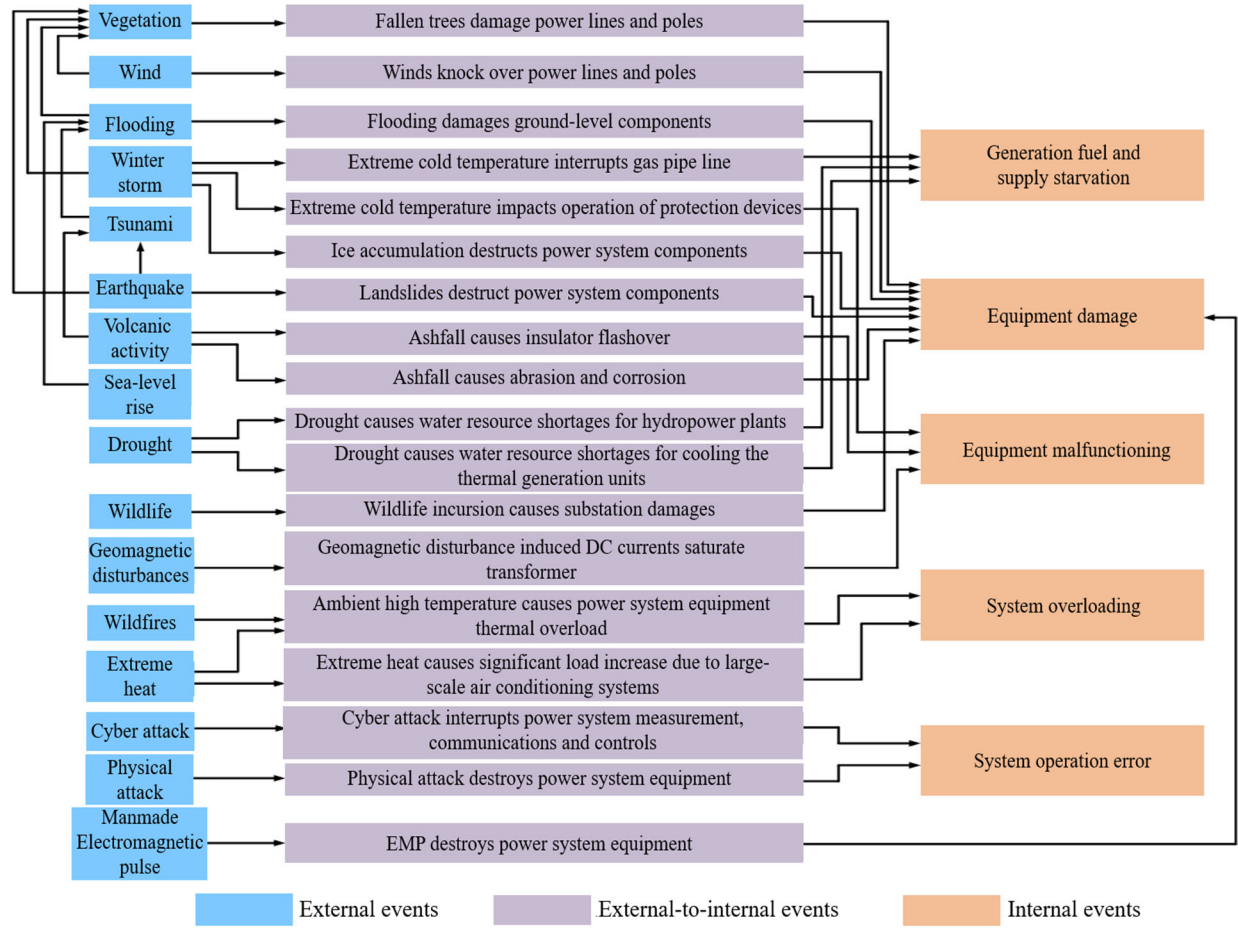 Vegetation
Fallen trees damage power lines and poles
Wind
Winds knock over power lines and poles
Flooding
Flooding damages ground-level components
Winter
storm
Extreme cold temperature interrupts gas pipe line
Generation fuel and
supply starvation
Extreme cold temperature impacts operation of protection devices
Tsunami
Ice accumulation destructs power system components
Earthquake
Landslides destruct power system components
Equipment damage
Volcanic
activity
Ashfall causes insulator flashover
Ashfall causes abrasion and corrosion
Sea-level
rise
Drought
Drought causes water resource shortages for hydropower plants
Drought causes water resource shortages for cooling the
thermal generation units
Equipment malfunctioning
Wildlife
Wildlife incursion causes substation damages
Geomagnetic
disturbances
Geomagnetic disturbance induced DC currents saturate
transformer
Wildfires
Ambient high temperature causes power system equipment
thermal overload
System overloading
Extreme
heat
Extreme heat causes significant load increase due to large-
scale air conditioning systems
Cyber attack
Cyber attack interrupts power system measurement,
communications and controls
Physical
attack
Physical attack destroys power system equipment
System operation error
Manmade
Electromagnetic
pulse
EMP destroys power system equipment
External events
External-to-internal events
Internal events